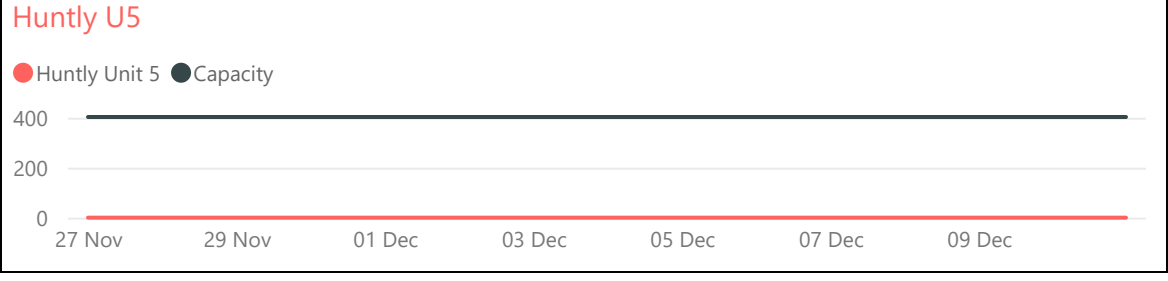 Huntly U5
Huntly Unit 5 Capacity
400
200
0
27 Nov 29 Nov 01 Dec 03 Dec 05 Dec 07 Dec 09 Dec